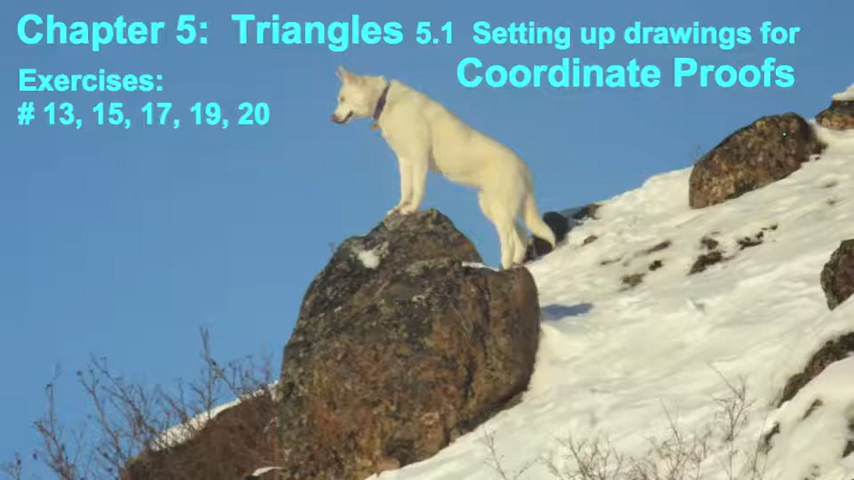 Chapter 5: Triangles 5.1 Setting up drawings for
Coordinate Proofs
Exercises:
# 13, 15, 17, 19, 20